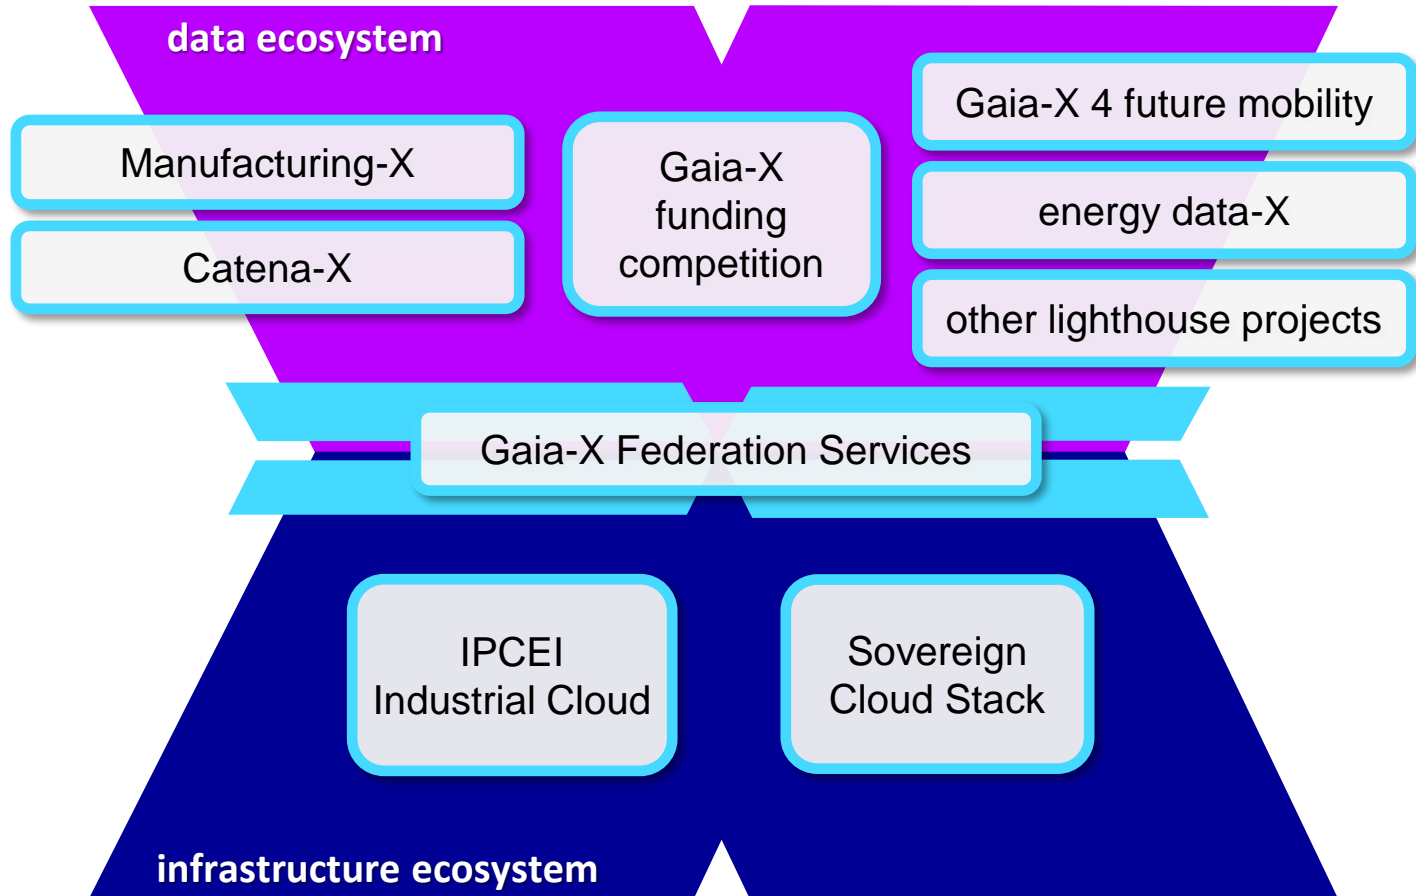 data ecosystem
Manufacturing-X
Catena-X
Gaia-X
funding
competition
Gaia-X 4 future mobility
energy data-X
other lighthouse projects
Gaia-X Federation Services
IPCEI
Industrial Cloud
Sovereign
Cloud Stack
infrastructure ecosystem